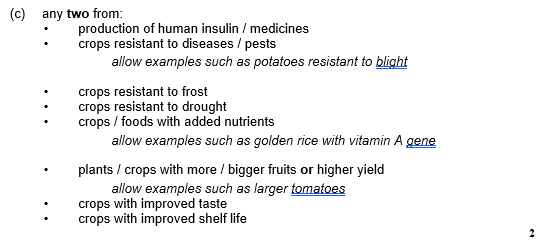 (c) any two from:
• production of human insulin / medicines
• crops resistant to diseases / pests
allow examples such as potatoes resistant to blight
• crops resistant to frost
• crops resistant to drought
• crops / foods with added nutrients
allow examples such as golden rice with vitamin A gene
• plants / crops with more / bigger fruits or higher yield
allow examples such as larger tomatoes
• crops with improved taste
• crops with improved shelf life
2